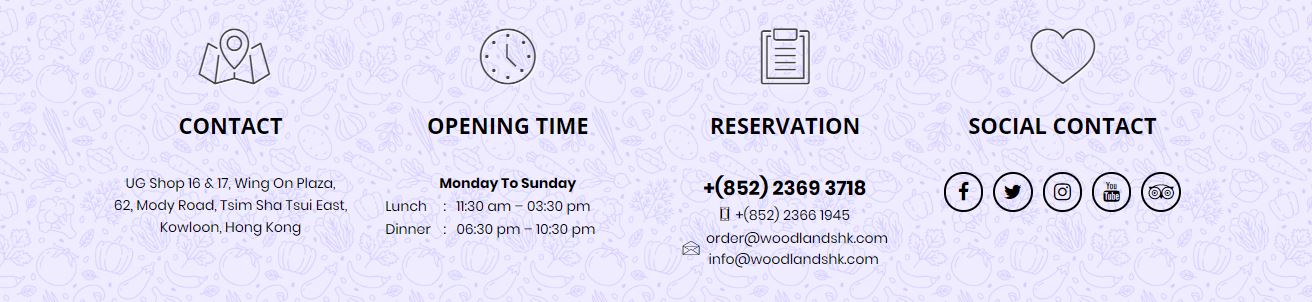 CONTACT
UG Shop 16 & 17, Wing On Plaza,
62, Mody Road, Tsim Sha Tsui East,
Kowloon, Hong Kong
OPENING TIME
Monday To Sunday
Lunch : 11:30 am – 03:30 pm
Dinner : 06:30 pm – 10:30 pm
RESERVATION
+(852) 2369 3718
+(852) 2366 1945
order@woodlandshk.com
info@woodlandshk.com
SOCIAL CONTACT
You
Tube